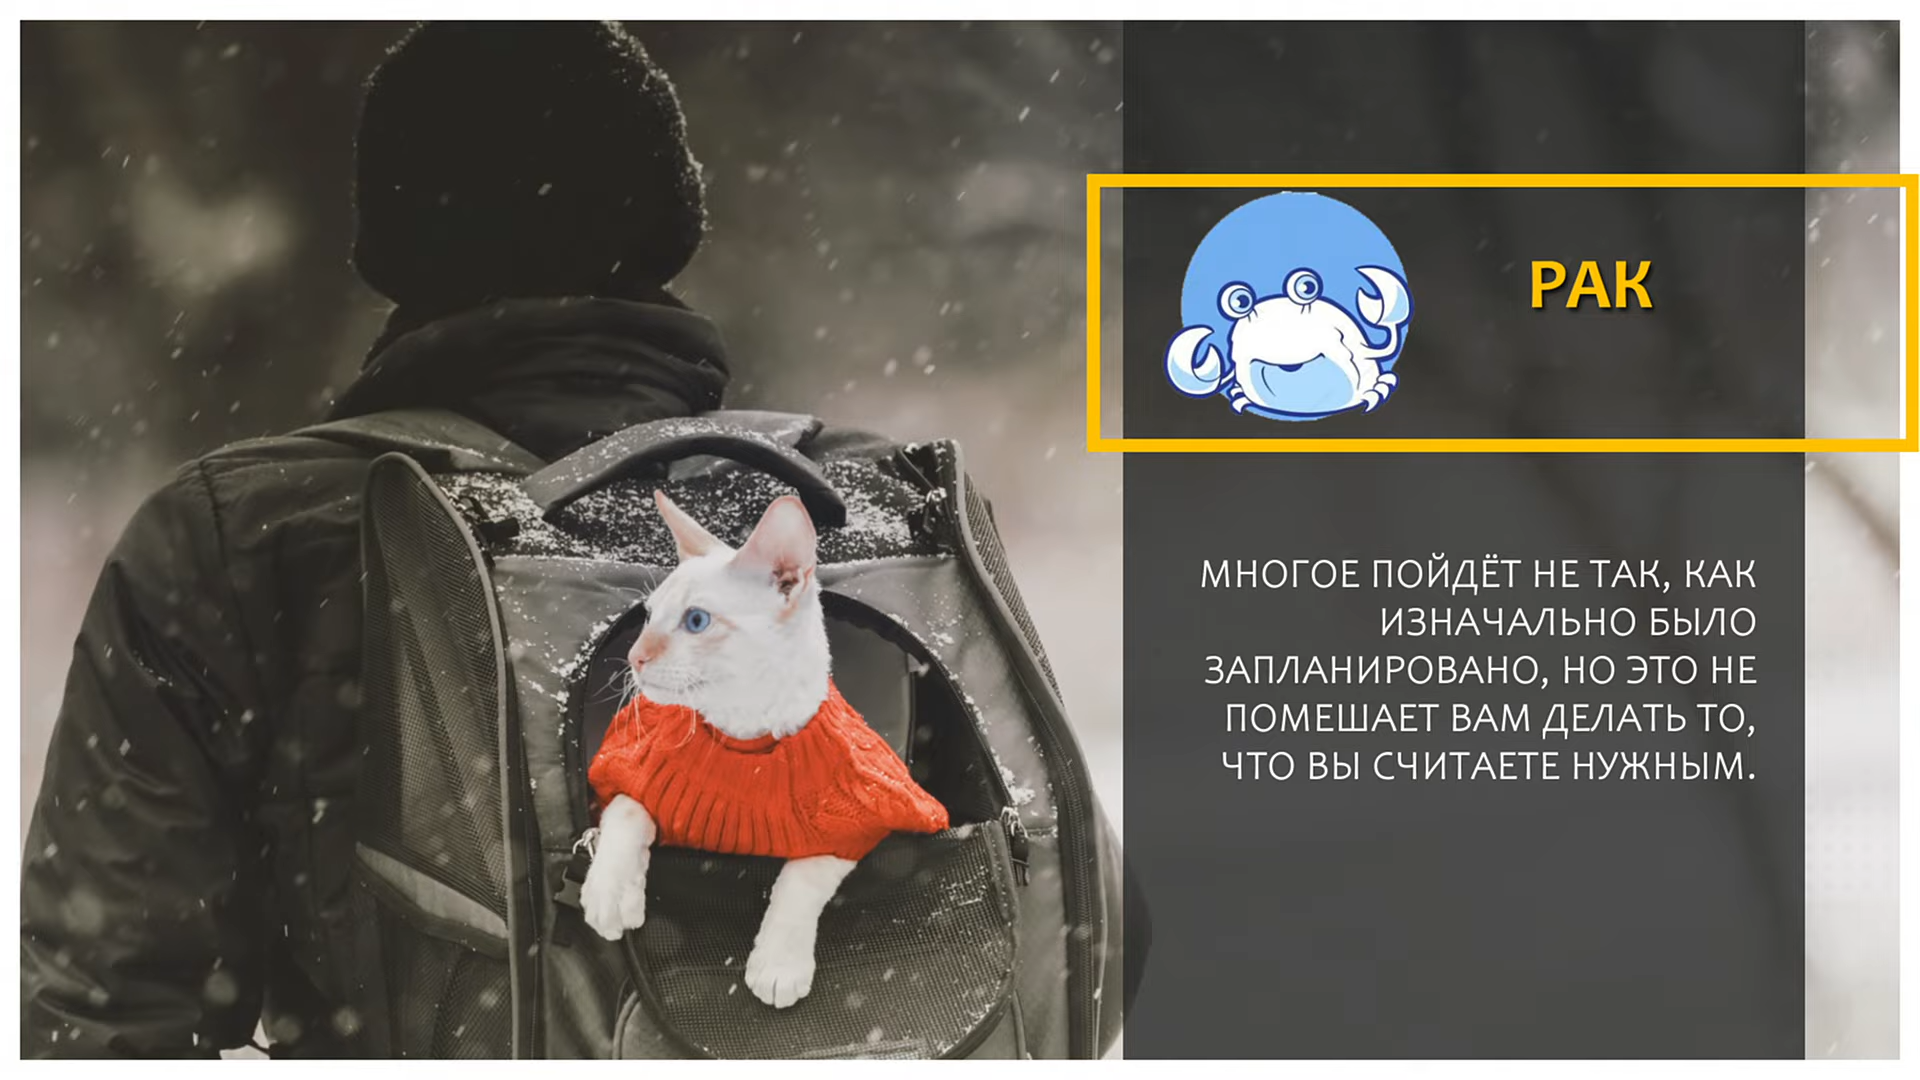 РАК
МНОГОЕ ПОЙДЁТ НЕ ТАК, КАК
ИЗНАЧАЛЬНО БЫЛО
ЗАПЛАНИРОВАНО, НО ЭТО НЕ
ПОМЕШАЕТ ВАМ ДЕЛАТЬ ТО,
ЧТО ВЫ СЧИТАЕТЕ НУЖНЫМ.